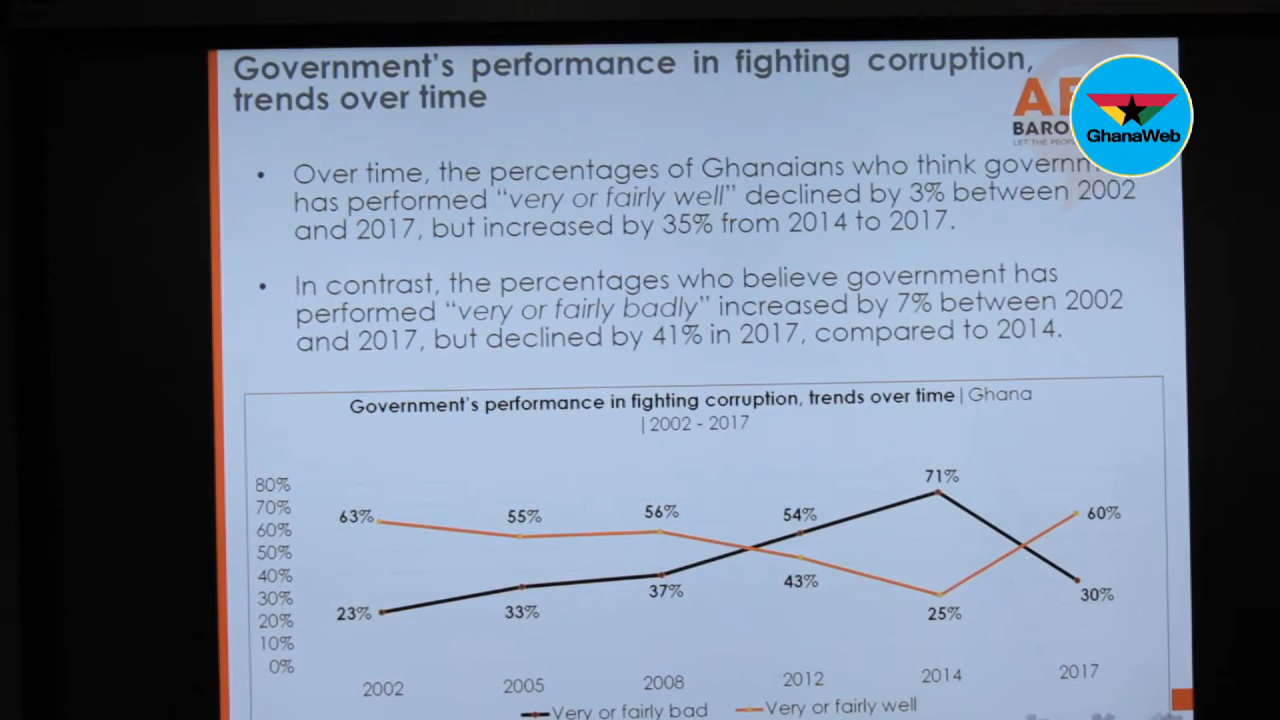 Government's performance in fighting corruption,
trends over time
BARO
GhanaWeb
• Over time, the percentages of Ghanaians who think
has performed "very or fairly well" declined by 3% between 2002
and 2017, but increased by 35% from 2014 to 2017.
• In contrast, the percentages who believe government has
performed "very or fairly badly" increased by 7% between 2002
and 2017, but declined by 41% in 2017, compared to 2014.
Government's performance in fighting corruption, trends over time | Ghana
| 2002 - 2017
80%
70%
60%
50%
40%
30%
20%
10%
0%
63%
55%
56%
54%
71%
60%
23%
33%
37%
43%
25%
30%
2002
2005
2008
2012
2014
2017
Very or fairly bad
Very or fairly well